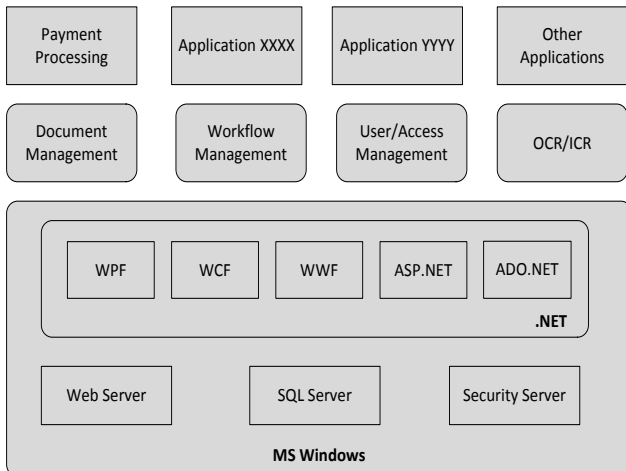 Payment
Processing
Application XXXX
Application YYYY
Other
Applications
Document
Management
Workflow
Management
User/Access
Management
OCR/ICR
WPF
WCF
WWF
ASP.NET
ADO.NET
.NET
Web Server
SQL Server
Security Server
MS Windows